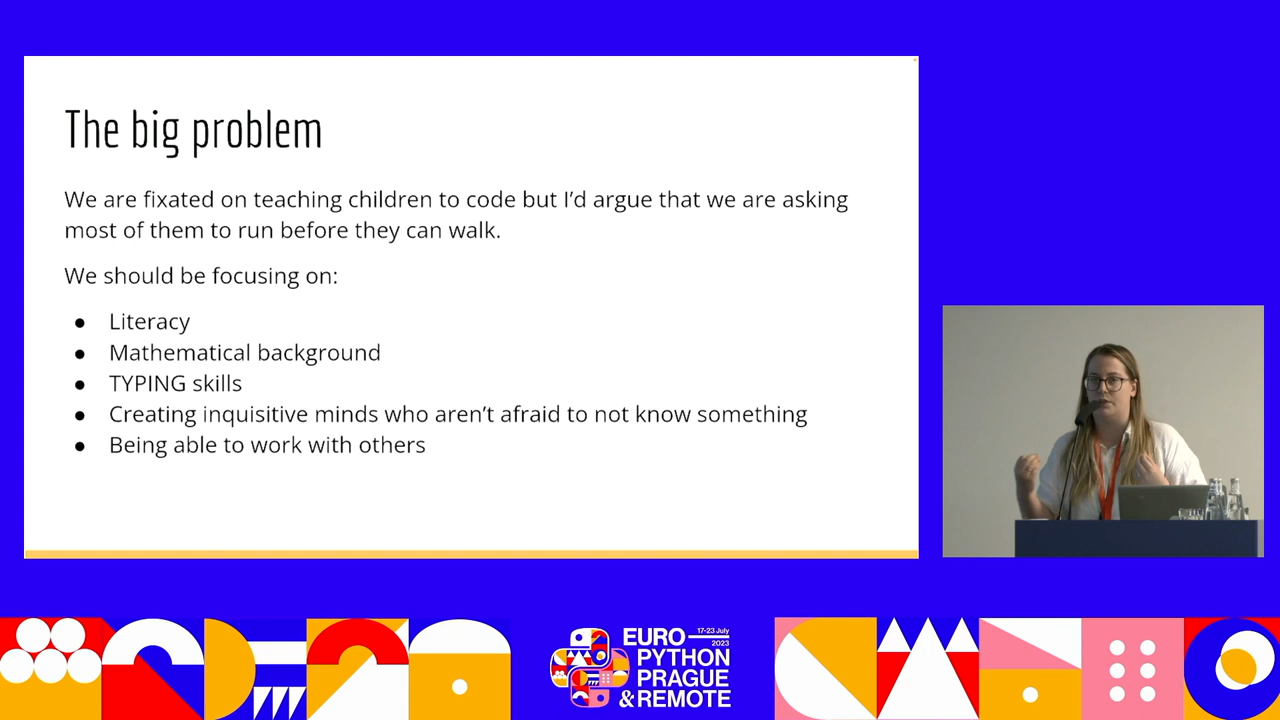 The big problem
We are fixated on teaching children to code but I'd argue that we are asking
most of them to run before they can walk.
We should be focusing on:
● Literacy
● Mathematical background
● TYPING skills
● Creating inquisitive minds who aren't afraid to not know something
● Being able to work with others
EURO 17-23 July
2023
PYTHON
PRAGUE
& REMOTE